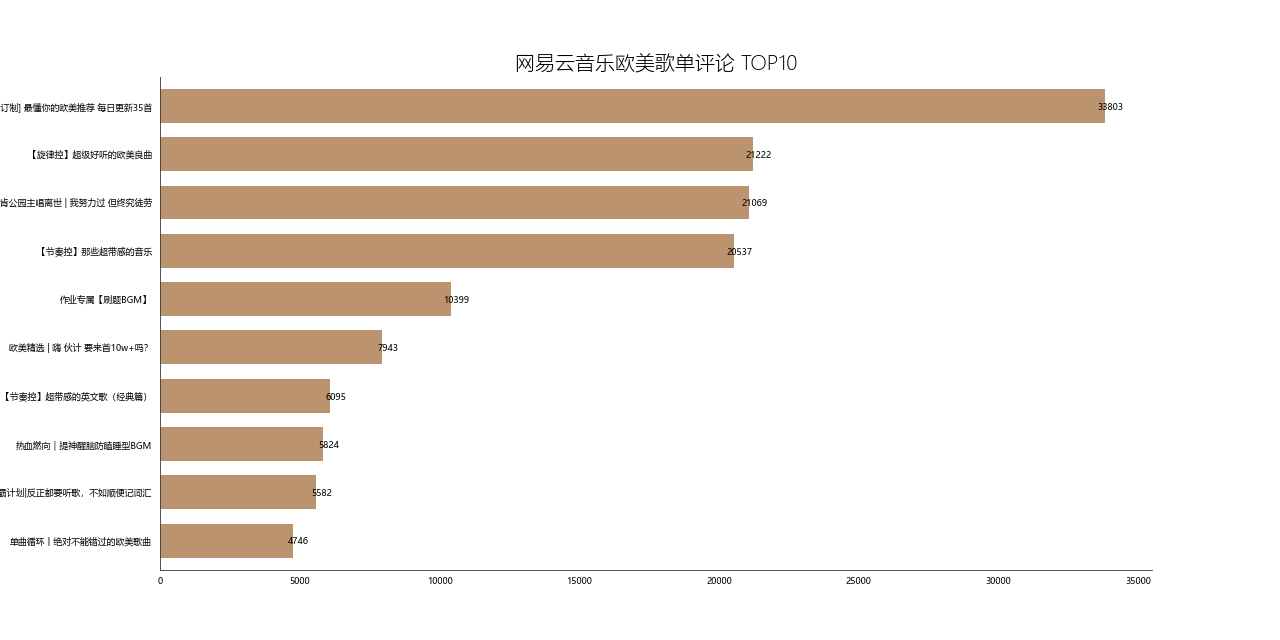 网易云音乐欧美歌单评论 TOP10
订制] 最懂你的欧美推荐 每日更新35首
33803
【旋律控】超级好听的欧美良曲
21222
肯公园主唱离世 | 我努力过 但终究徒劳
21069
【节奏控】那些超带感的音乐
20537
作业专属【刷题BGM】
10399
欧美精选 | 嗨 伙计 要来首10w+吗?
7943
【节奏控】超带感的英文歌（经典篇）
6095
热血燃向丨提神醒脑防瞌睡型BGM
5824
霸计划|反正都要听歌，不如顺便记词汇
5582
单曲循环丨绝对不能错过的欧美歌曲
4746
0 5000 10000 15000 20000 25000 30000 35000